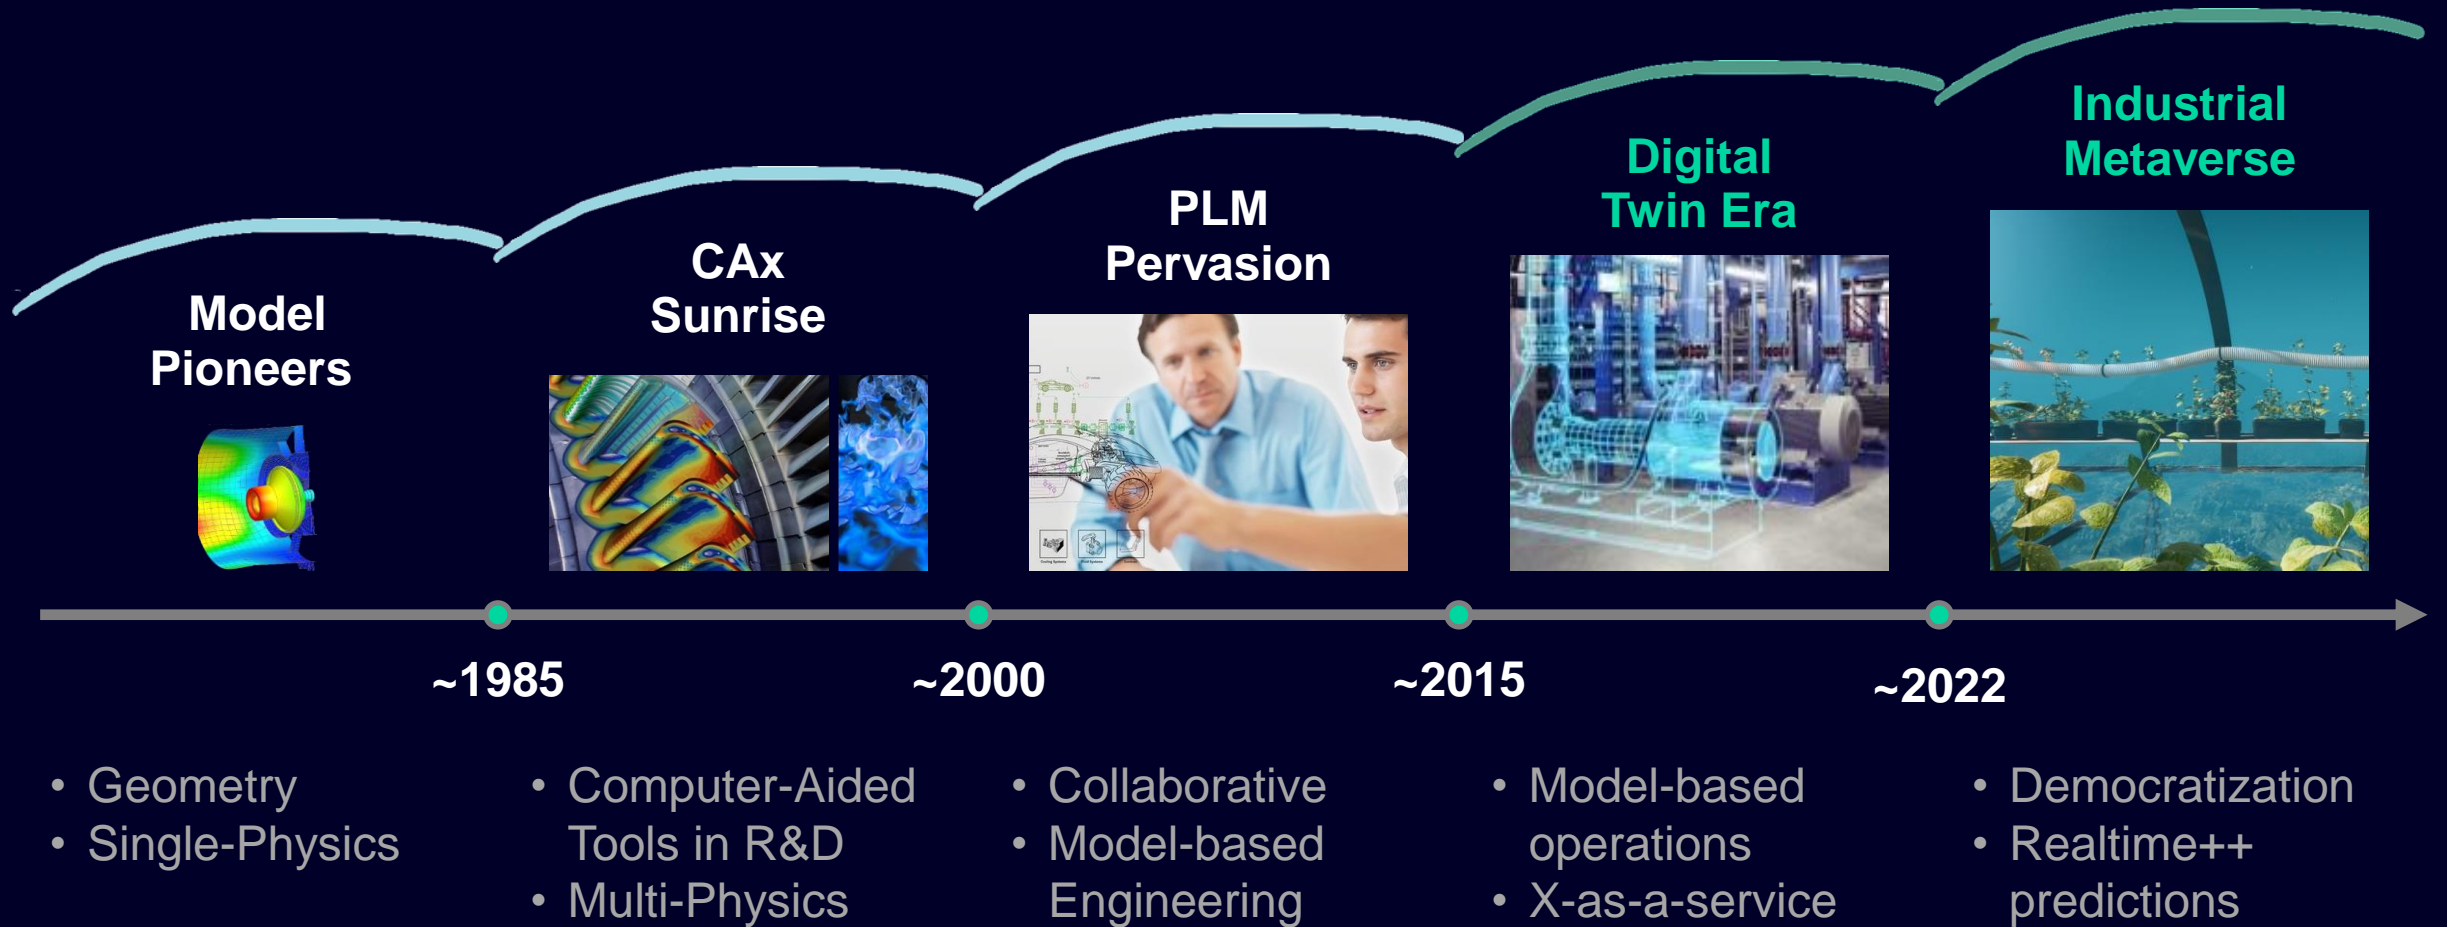 Model
Pioneers
CAx
Sunrise
PLM
Pervasion
Digital
Twin Era
Industrial
Metaverse
~1985
~2000
~2015
~2022
• Geometry
• Single-Physics
• Computer-Aided
Tools in R&D
• Multi-Physics
• Collaborative
• Model-based
Engineering
• Model-based
operations
• X-as-a-service
• Democratization
• Realtime++
predictions